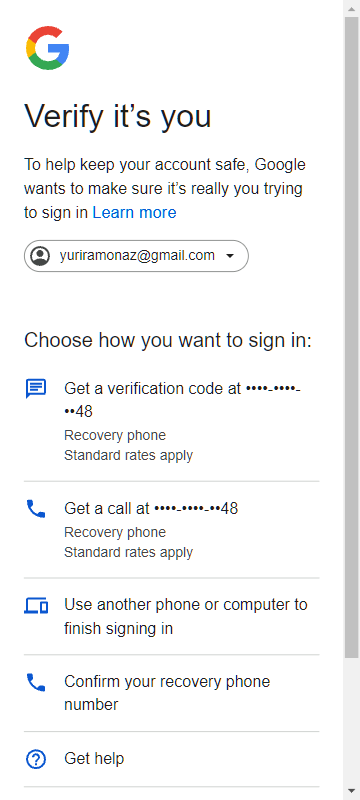 Verify it’s you
To help keep your account safe, Google
wants to make sure it’s really you trying
to sign in Learn more
yuriramonaz@gmail.com
Choose how you want to sign in:
Get a verification code at ••••-••••-
••48
Recovery phone
Standard rates apply
Get a call at ••••-••••-••48
Recovery phone
Standard rates apply
Use another phone or computer to
finish signing in
Confirm your recovery phone
number
Get help